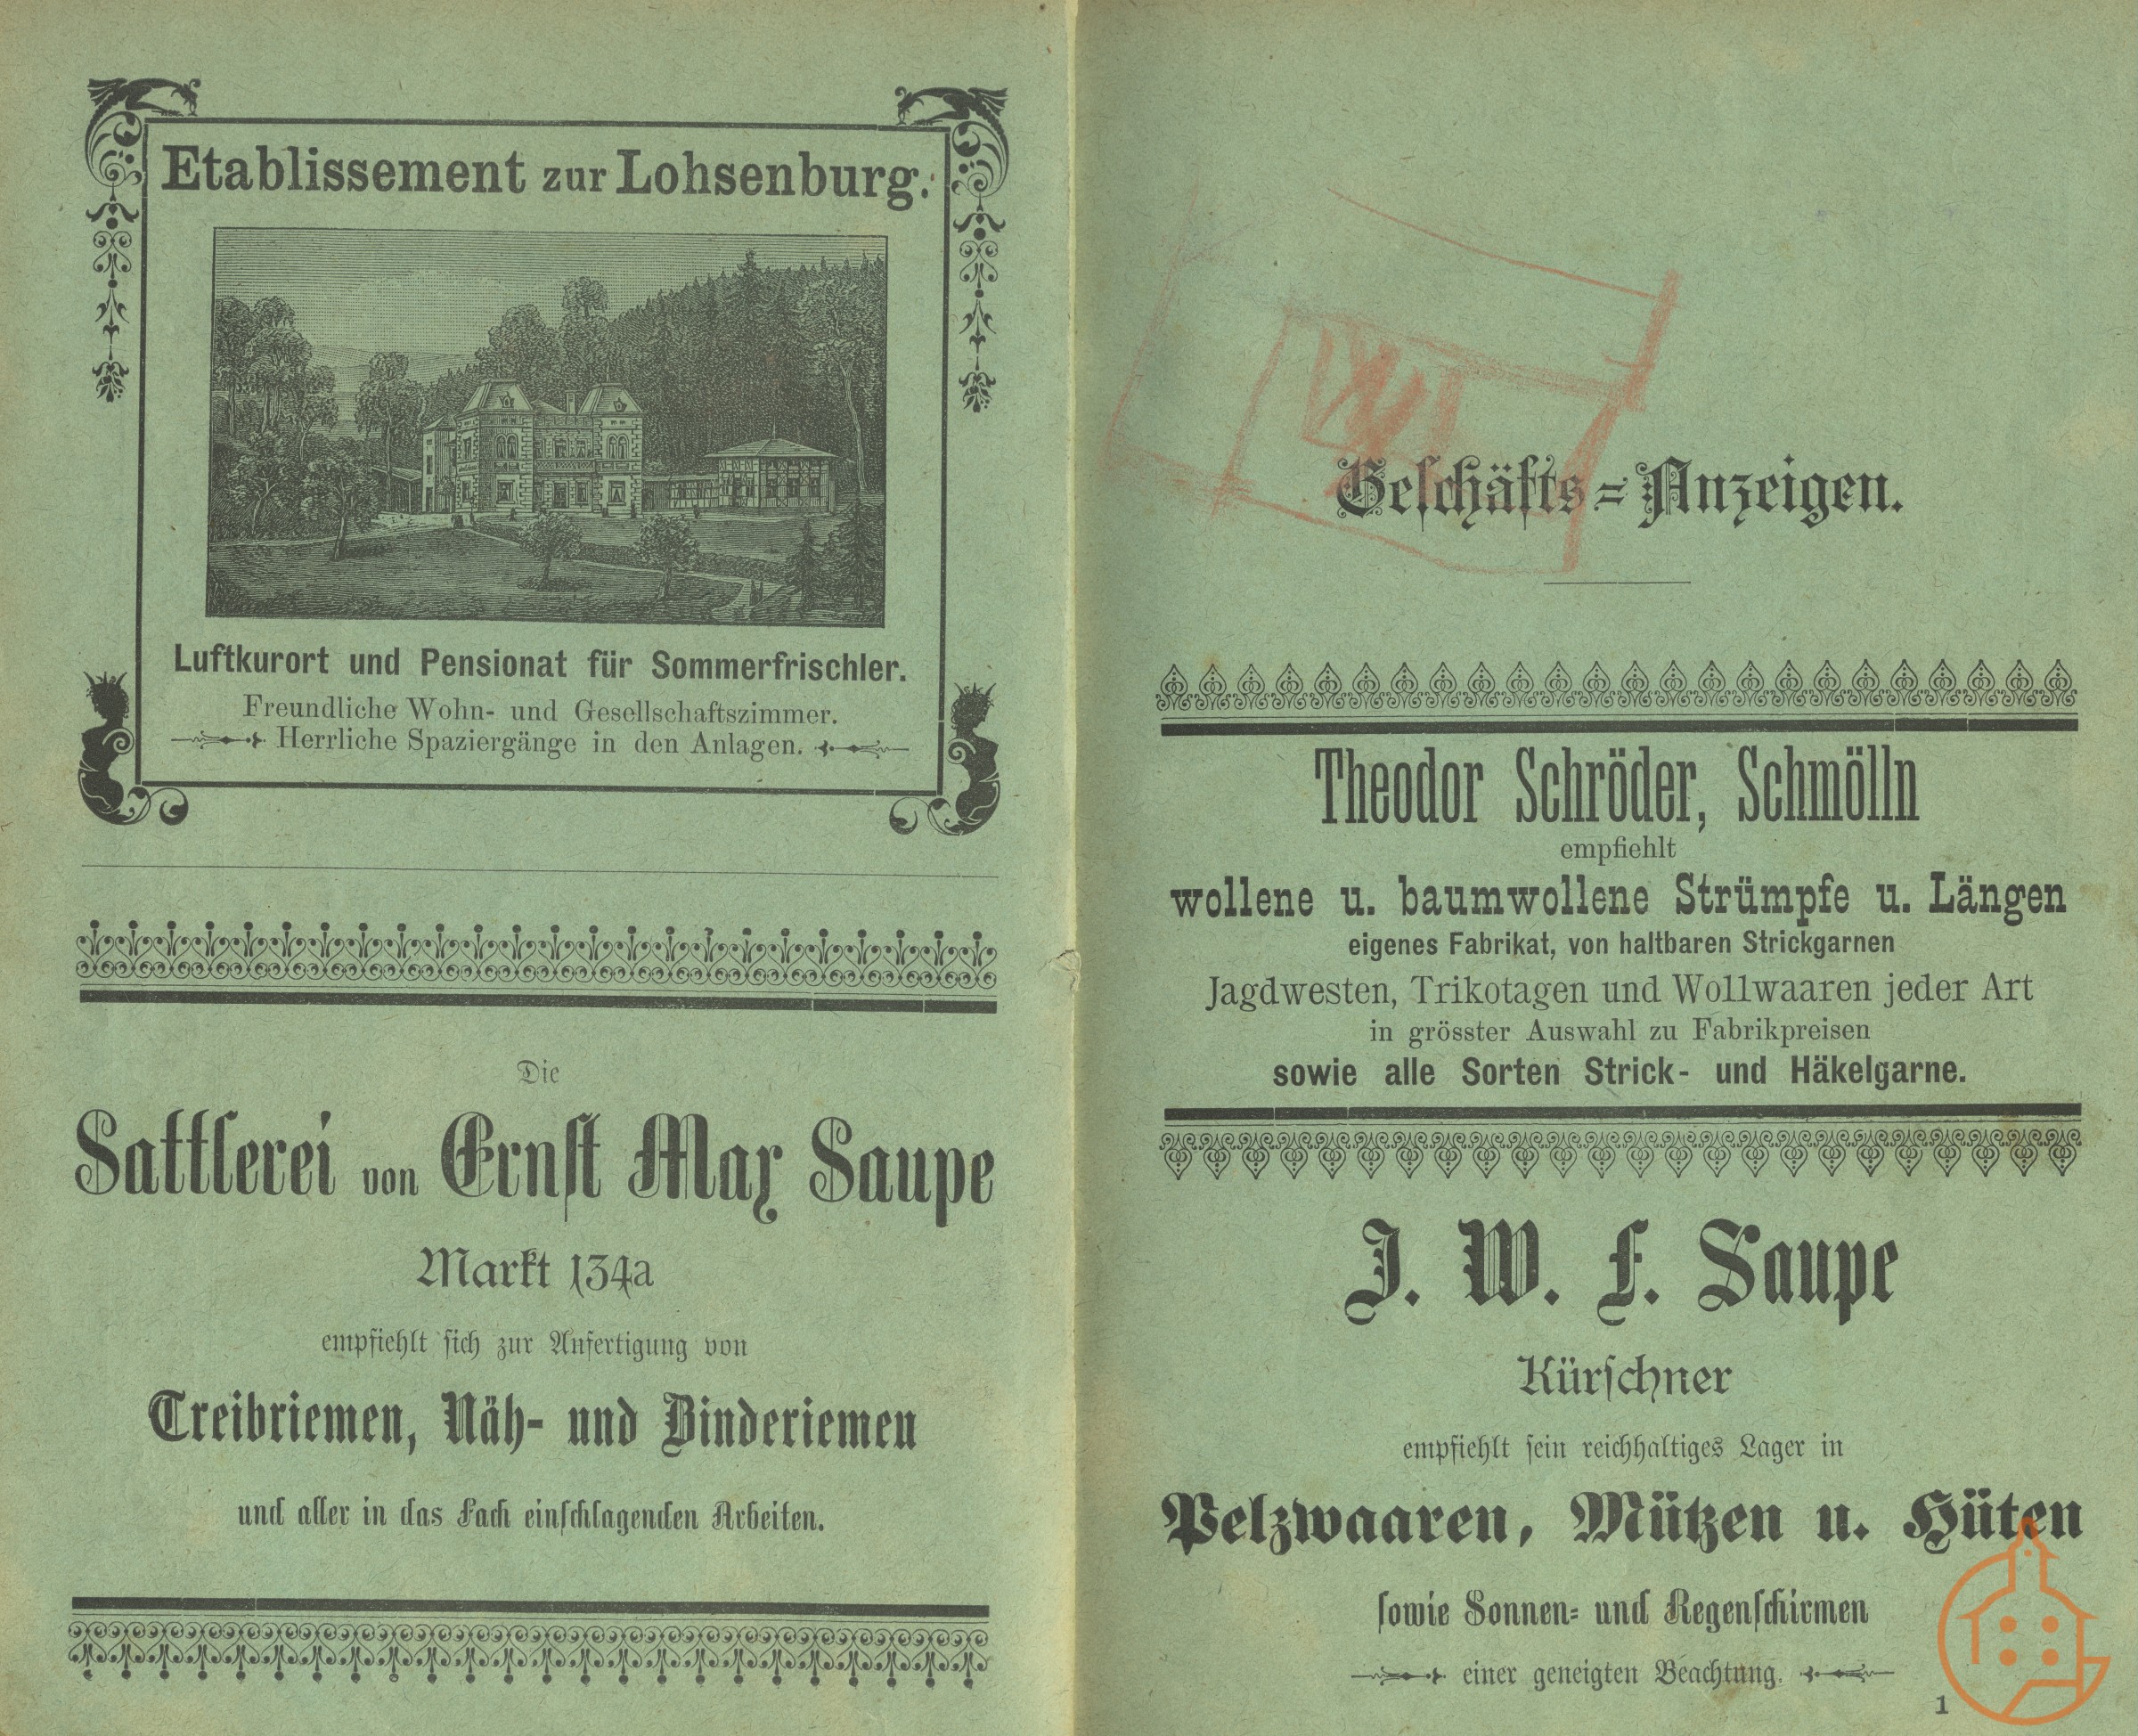 Etablissement zur Lohsenburg.
Luftkurort und Pensionat für Sommerfrischler.
Freundliche Wohn- und Gesellschaftszimmer.
Herrliche Spaziergänge in den Anlagen.
Die
Sattlerei von Ernſt Max Saupe
Markt 134a
empfiehlt ſich zur Anfertigung von
Treibriemen, Näh- und Binderiemen
und aller in das Fach einſchlagenden Arbeiten.
Geſchäfts-Anzeigen.
Theodor Schröder, Schmölln
empfiehlt
wollene u. baumwollene Strümpfe u. Längen
eigenes Fabrikat, von haltbaren Strickgarnen
Jagdwesten, Trikotagen und Wollwaaren jeder Art
in grösster Auswahl zu Fabrikpreisen
sowie alle Sorten Strick- und Häkelgarne.
J. W. F. Saupe
Kürſchner
empfiehlt ſein reichhaltiges Lager in
Pelzwaaren, Mützen u. Hüten
ſowie Sonnen- und Regenſchirmen
einer geneigten Beachtung.
1